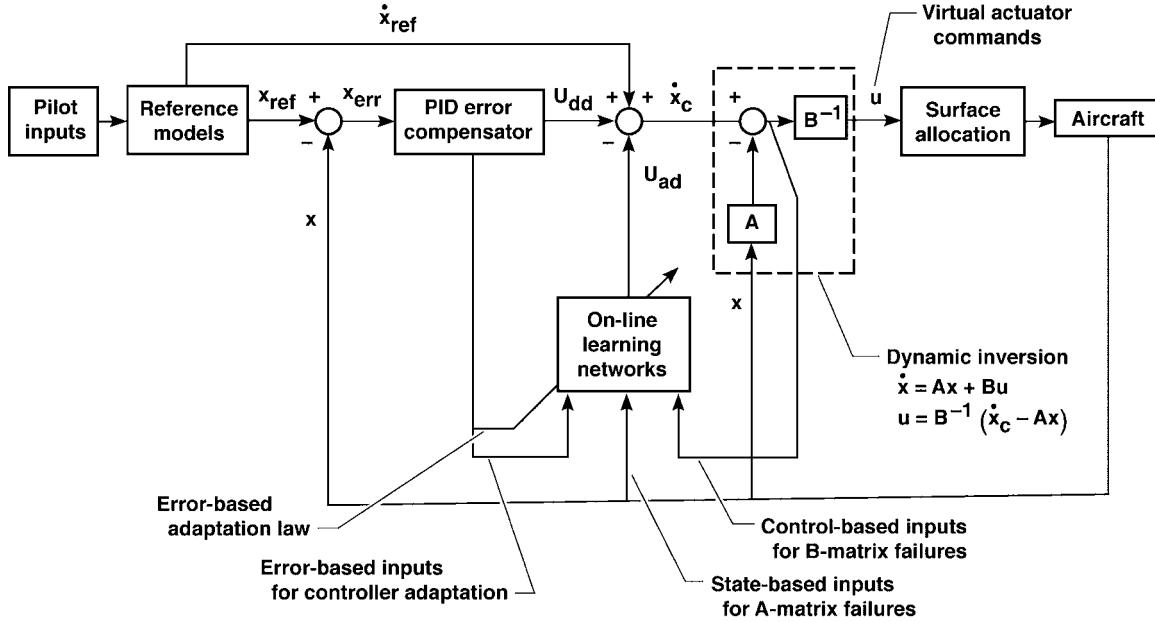 ẋref
Virtual actuator
commands
Pilot
inputs
Reference
models
xref
+
−
xerr
PID error
compensator
Udd
+
+
−
ẋc
+
−
B−1
u
Surface
allocation
Aircraft
Uad
x
A
x
On-line
learning
networks
Dynamic inversion
ẋ = Ax + Bu
u = B−1 (ẋc − Ax)
Error-based
adaptation law
Error-based inputs
for controller adaptation
Control-based inputs
for B-matrix failures
State-based inputs
for A-matrix failures